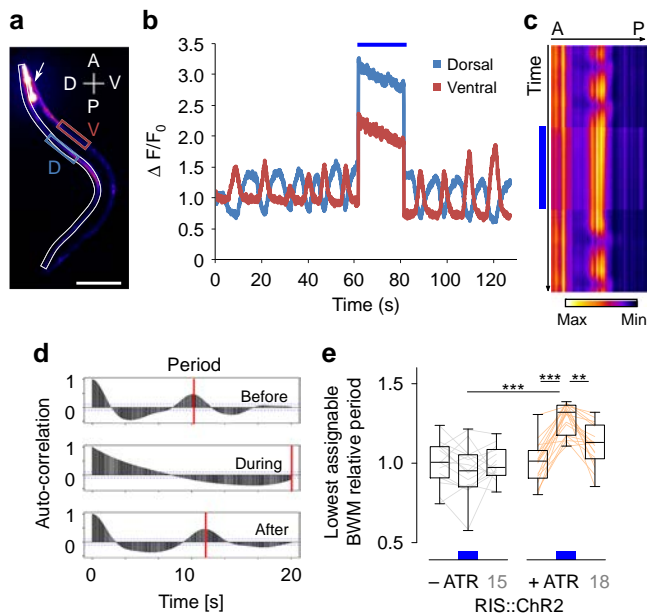 a
A
D V
P
V
D
b
Δ F/F0
3.5
3.0
2.5
2.0
1.5
1.0
0.5
0 20 40 60 80 100 120
Time (s)
Dorsal
Ventral
c
A P
Time
Max Min
d
Period
Auto-correlation
1
0
Before
1
0
During
1
0
After
0 10 20
Time [s]
e
Lowest assignable
BWM relative period
1.5
1.0
0.5
*** **
***
– ATR 15 + ATR 18
RIS::ChR2